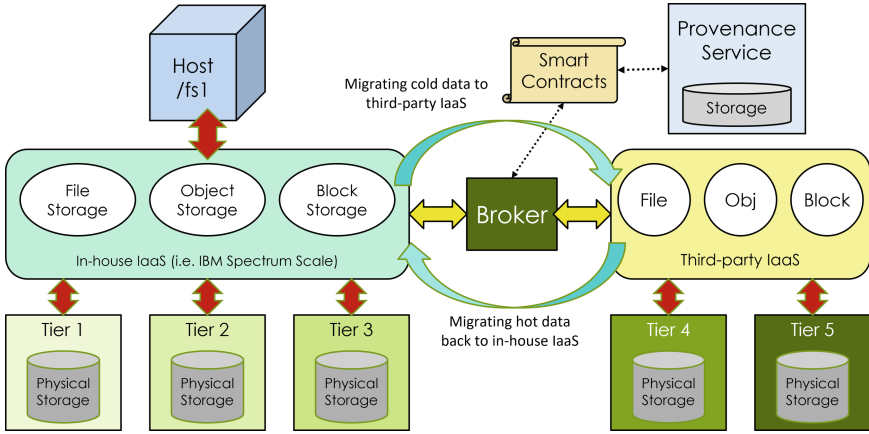 Host
/fs1
Migrating cold data to
third-party IaaS
Smart
Contracts
Provenance
Service
Storage
File
Storage
Object
Storage
Block
Storage
In-house IaaS (i.e. IBM Spectrum Scale)
Broker
File
Obj
Block
Third-party IaaS
Migrating hot data
back to in-house IaaS
Tier 1
Physical
Storage
Tier 2
Physical
Storage
Tier 3
Physical
Storage
Tier 4
Physical
Storage
Tier 5
Physical
Storage